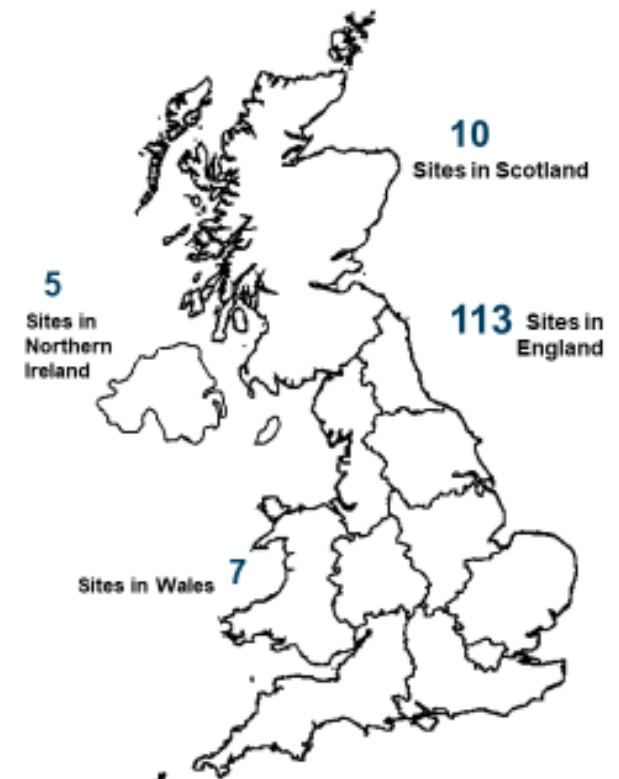 10
Sites in Scotland
5
Sites in
Northern
Ireland
113 Sites in
England
Sites in Wales 7